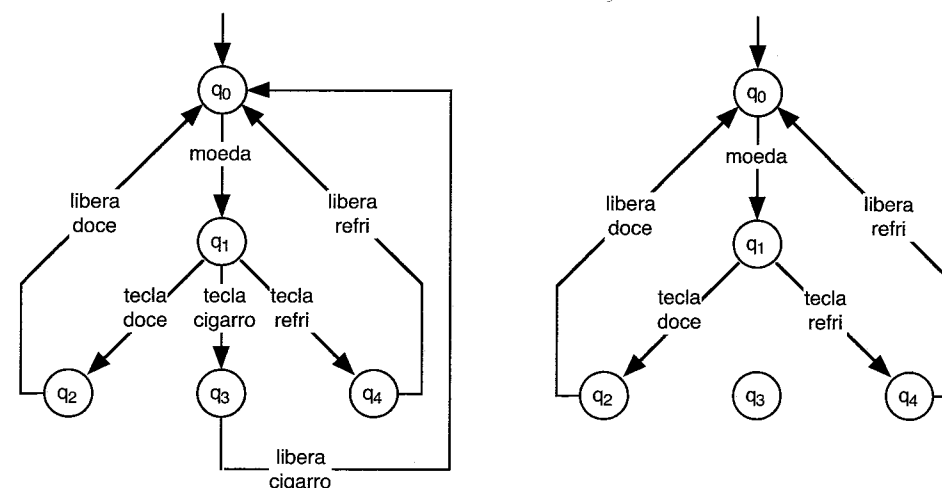 q0
moeda
libera
doce
libera
refri
q1
tecla
doce
tecla
cigarro
tecla
refri
q2
q3
q4
libera
cigarro
q0
moeda
libera
doce
libera
refri
q1
tecla
doce
tecla
refri
q2
q3
q4